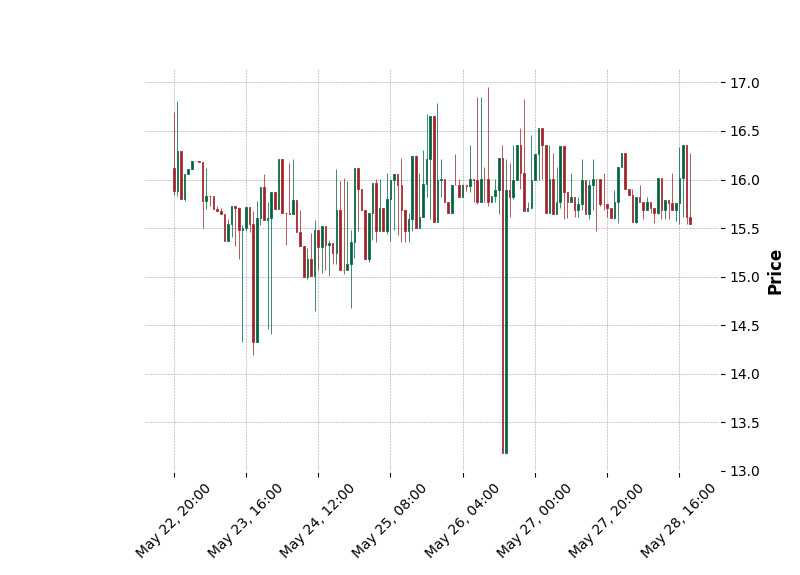 17.0
16.5
16.0
15.5
15.0
14.5
14.0
13.5
13.0
Price
May 22, 20:00
May 23, 16:00
May 24, 12:00
May 25, 08:00
May 26, 04:00
May 27, 00:00
May 27, 20:00
May 28, 16:00